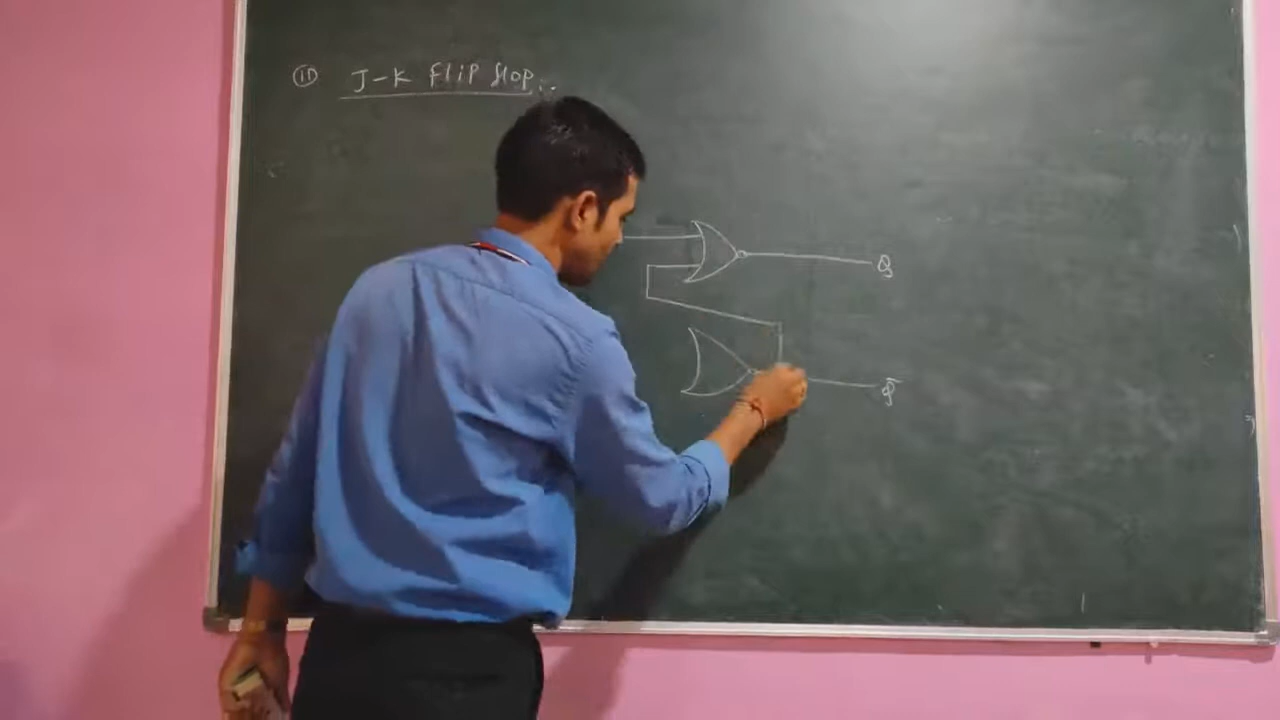 (11) J-K flip flop:-
Q
Q̅